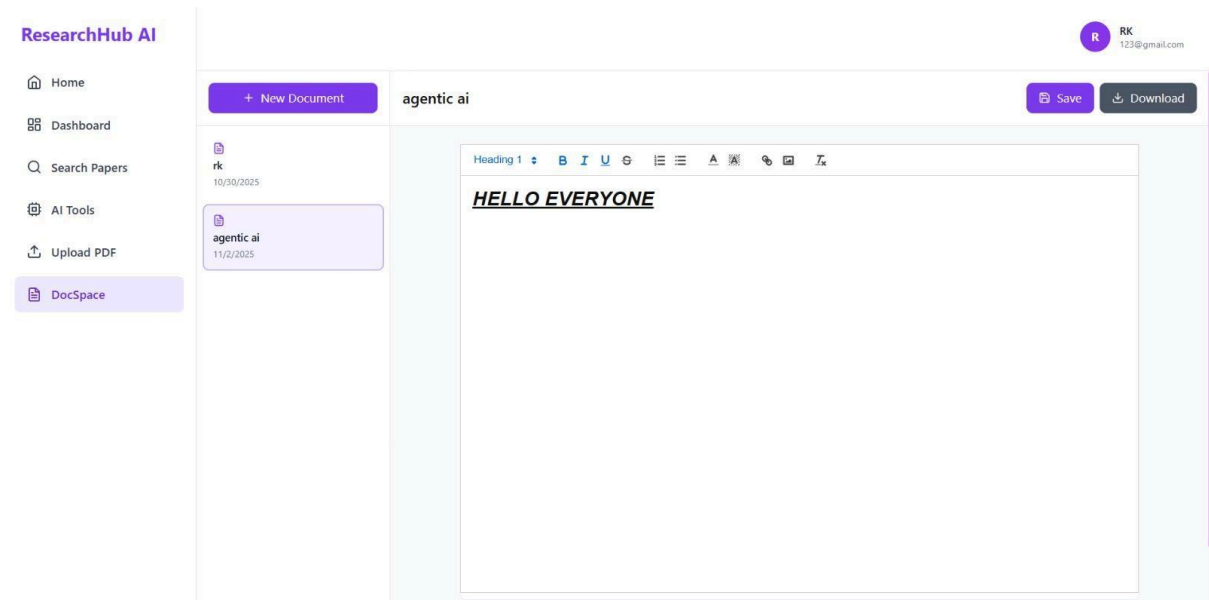 ResearchHub AI
R
RK
123@gmail.com
Home
Dashboard
Search Papers
AI Tools
Upload PDF
DocSpace
+ New Document
rk
10/30/2025
agentic ai
11/2/2025
agentic ai
Save
Download
Heading 1 B I U S A A Tx
HELLO EVERYONE